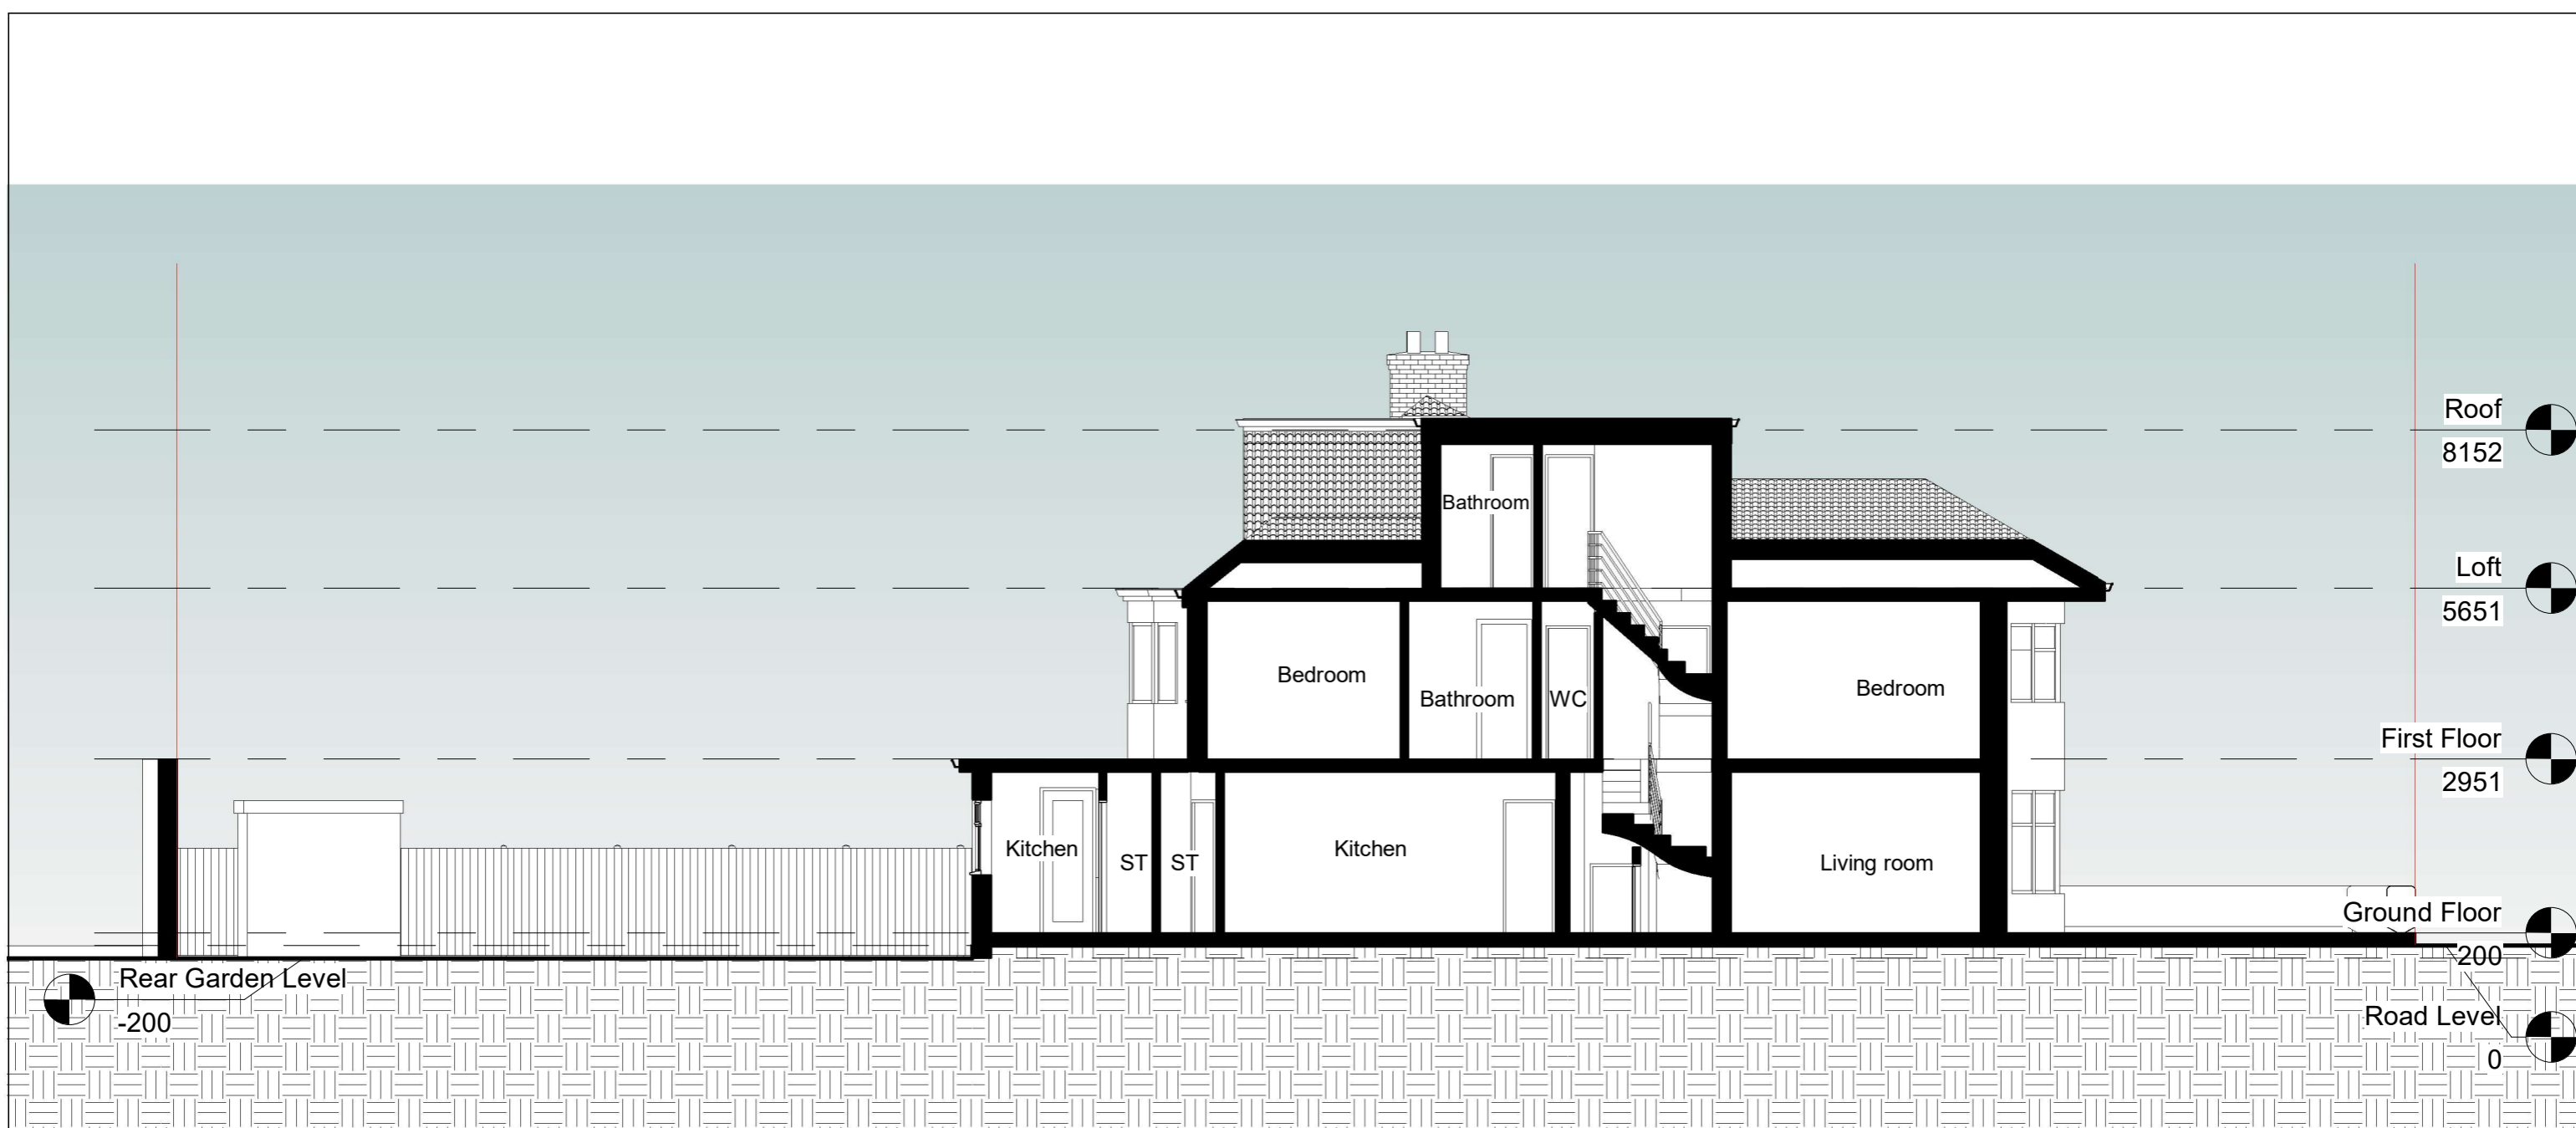 Roof
8152
Bathroom
Loft
5651
Bedroom
Bathroom
WC
Bedroom
First Floor
2951
Kitchen
ST
ST
Kitchen
Living room
Ground Floor
200
Rear Garden Level
-200
Road Level
0